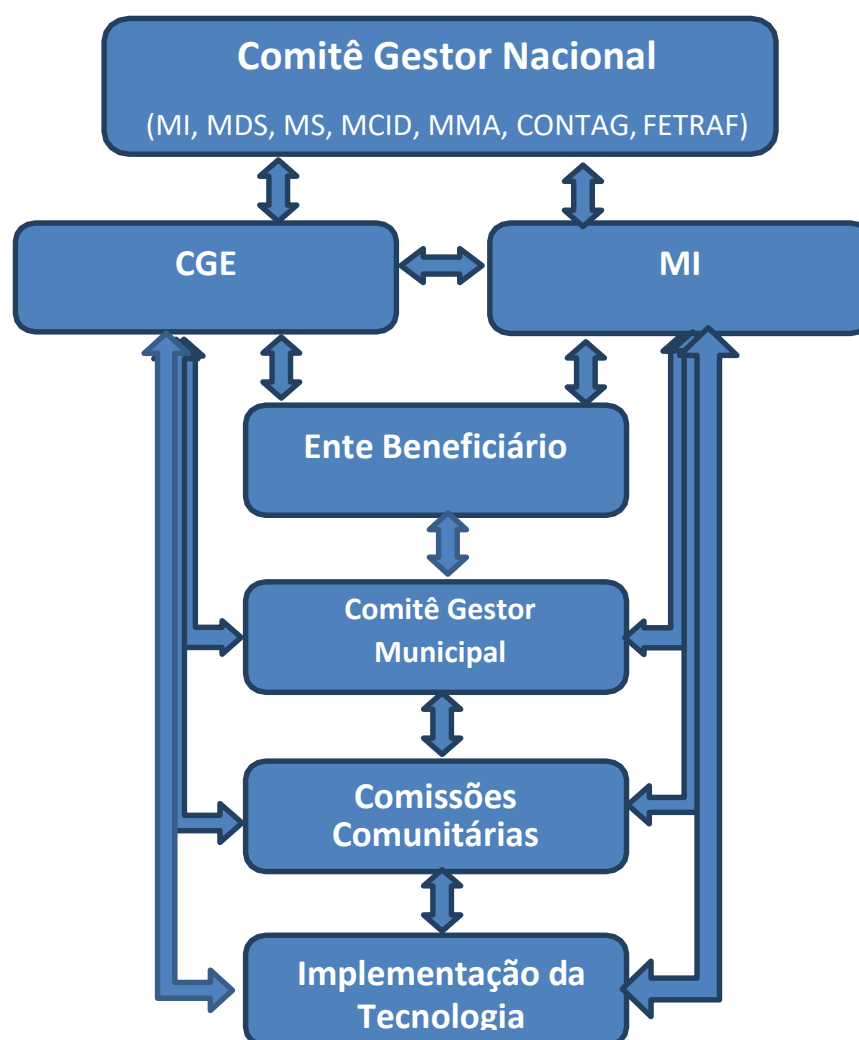 Comitê Gestor Nacional
(MI, MDS, MS, MCID, MMA, CONTAG, FETRAF)
CGE
MI
Ente Beneficiário
Comitê Gestor
Municipal
Comissões
Comunitárias
Implementação da
Tecnologia